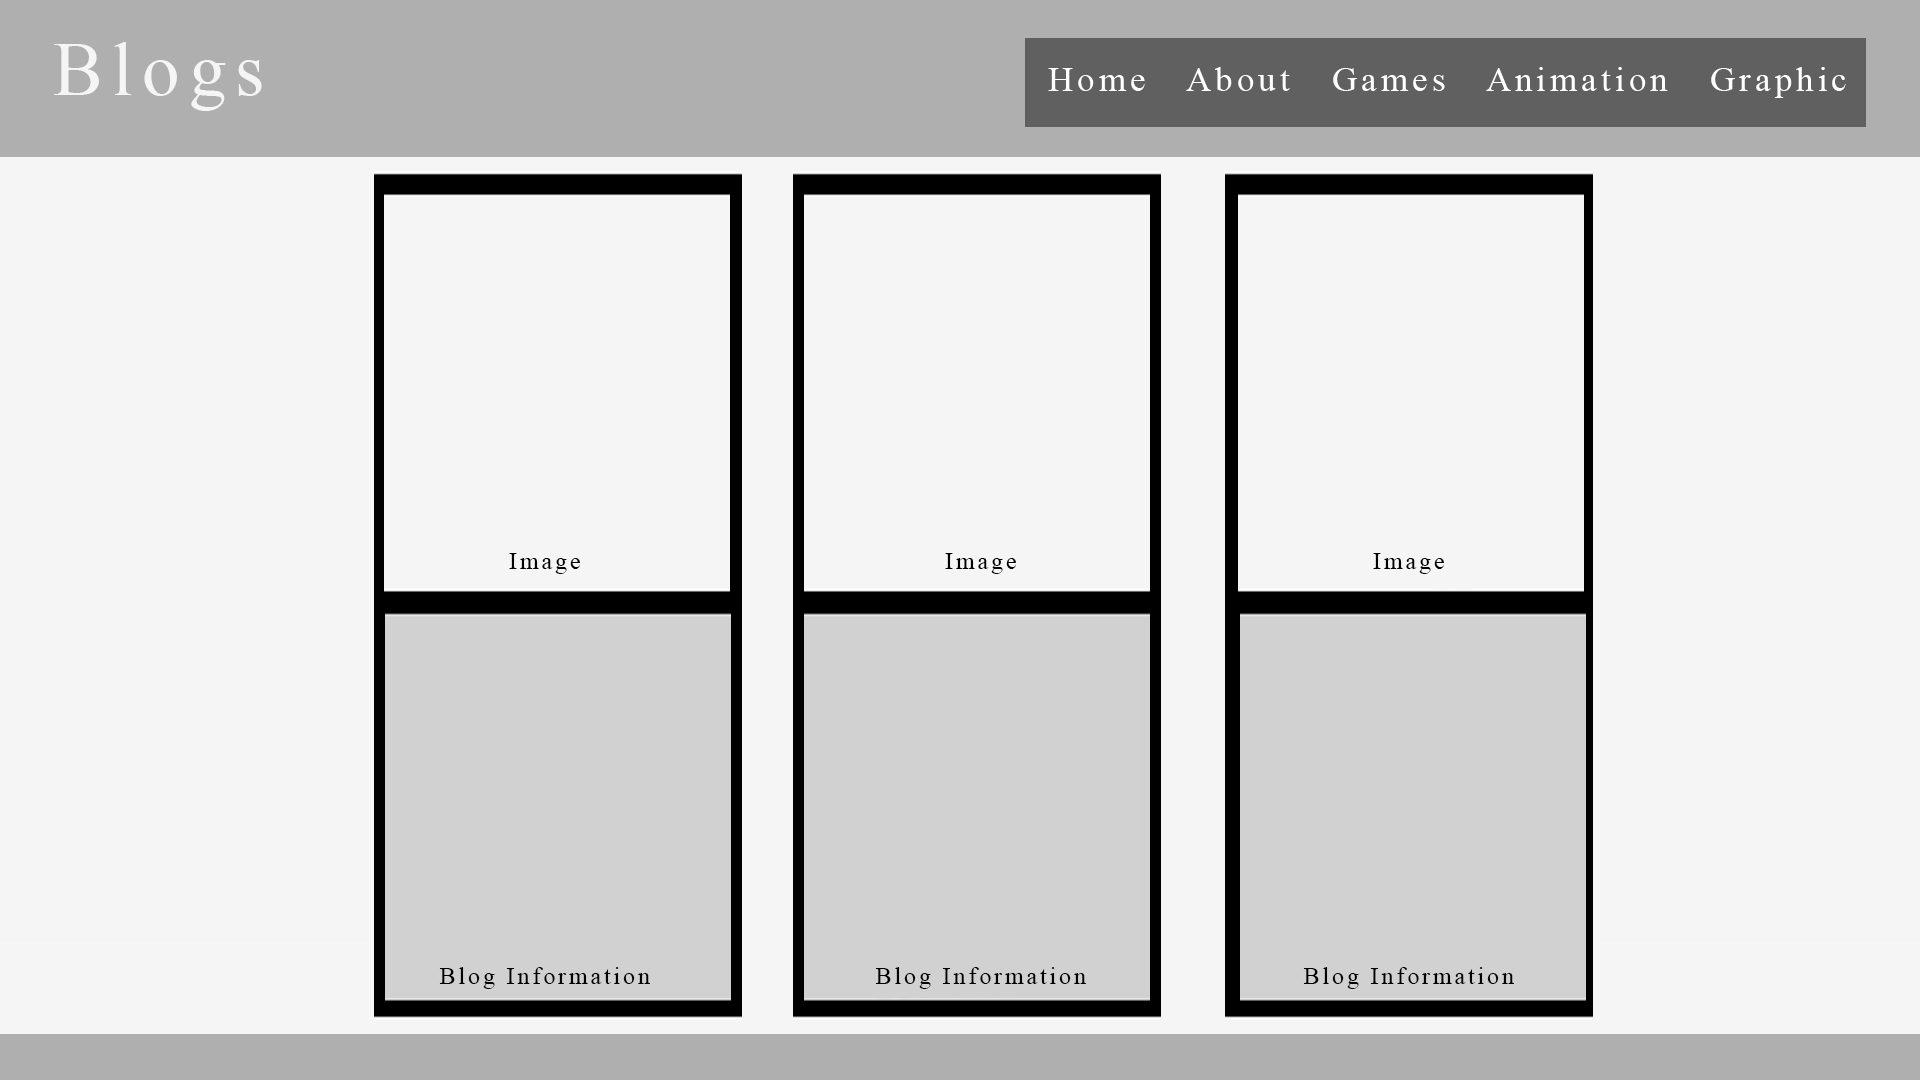 Blogs
Home About Games Animation Graphic
Image Image Image
Blog Information Blog Information Blog Information